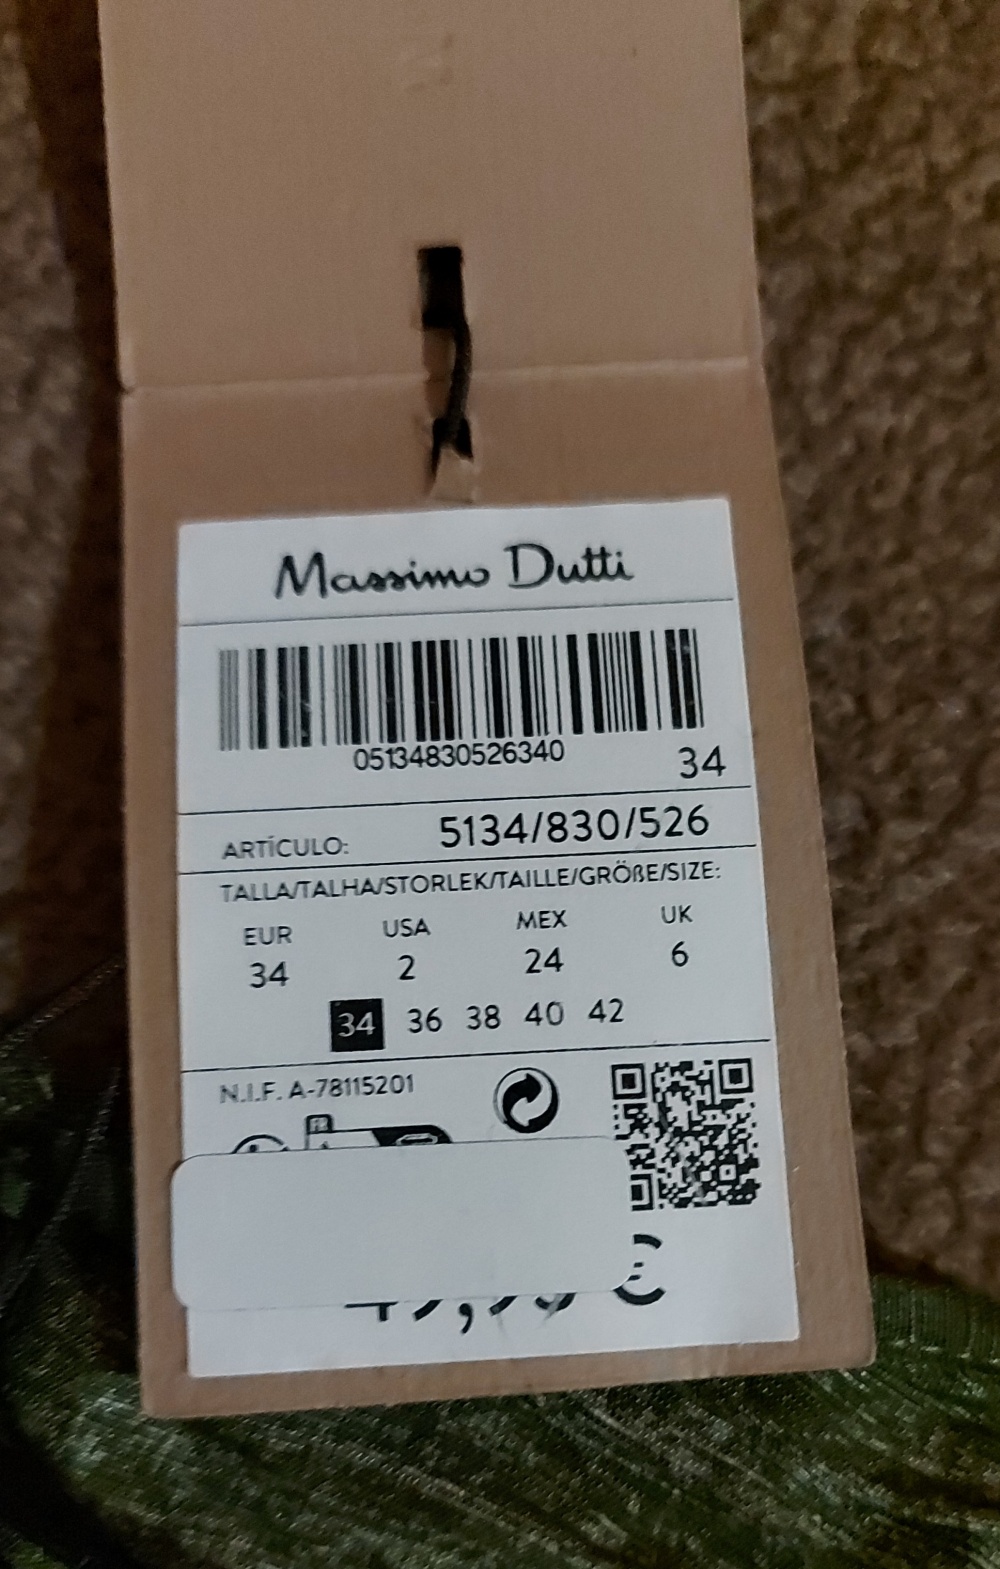 Massimo Dutti
05134830526340
34
ARTÍCULO: 5134/830/526
TALLA/TALHA/STORLEK/TAILLE/GRÖßE/SIZE:
EUR USA MEX UK
34 2 24 6
34 36 38 40 42
N.I.F. A-78115201
FR
€